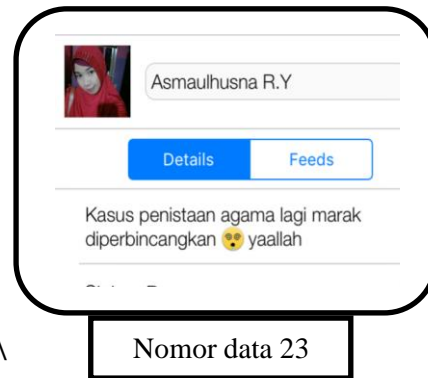 Asmaulhusna R.Y
Details
Feeds
Kasus penistaan agama lagi marak
diperbincangkan 😵 yaallah
\
Nomor data 23